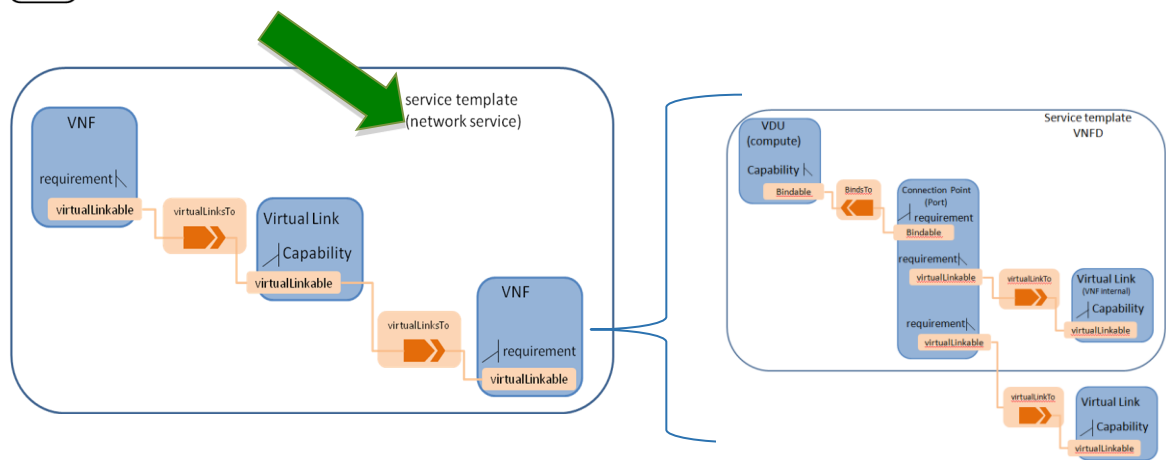 service template
(network service)
VNF
requirement
virtualLinkable
virtualLinksTo
Virtual Link
Capability
virtualLinkable
virtualLinksTo
VNF
requirement
virtualLinkable
Service template
VNFD
VDU
(compute)
Capability
Bindable
BindsTo
Connection Point
(Port)
requirement
Bindable
requirement
virtualLinkable
virtualLinkTo
Virtual Link
(VNF internal)
Capability
virtualLinkable
requirement
virtualLinkable
virtualLinkTo
Virtual Link
Capability
virtualLinkable